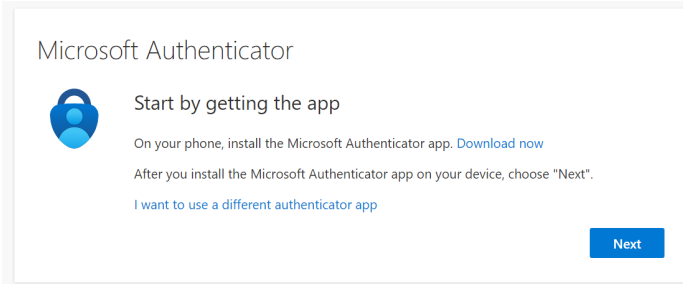 Microsoft Authenticator
Start by getting the app
On your phone, install the Microsoft Authenticator app. Download now
After you install the Microsoft Authenticator app on your device, choose "Next".
I want to use a different authenticator app
Next